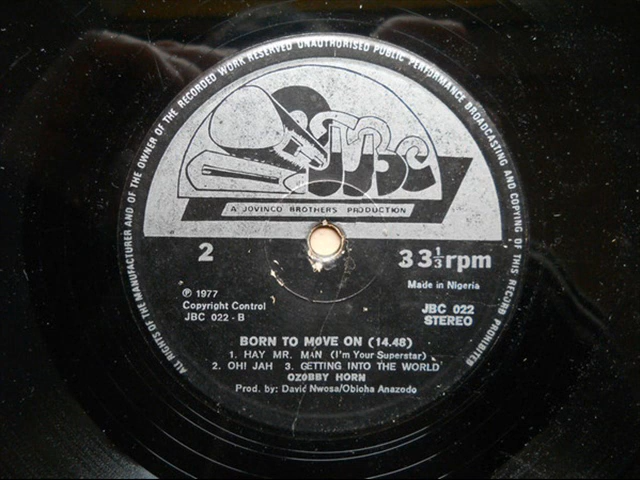 ALL RIGHTS OF THE MANUFACTURER AND OF THE OWNER OF THE RECORDED WORK RESERVED UNAUTHORISED PUBLIC PERFORMANCE BROADCASTING AND COPYING OF THIS RECORD PROHIBITED
JBC
A JOVINCO BROTHERS PRODUCTION
2
33⅓rpm
Made in Nigeria
℗ 1977
Copyright Control
JBC 022 - B
JBC 022
STEREO
BORN TO MOVE ON (14.48)
1. HAY MR. MAN (I'm Your Superstar)
2. OH! JAH 3. GETTING INTO THE WORLD
OZOBBY HORN
Prod. by: David Nwosa/Obioha Anazodo